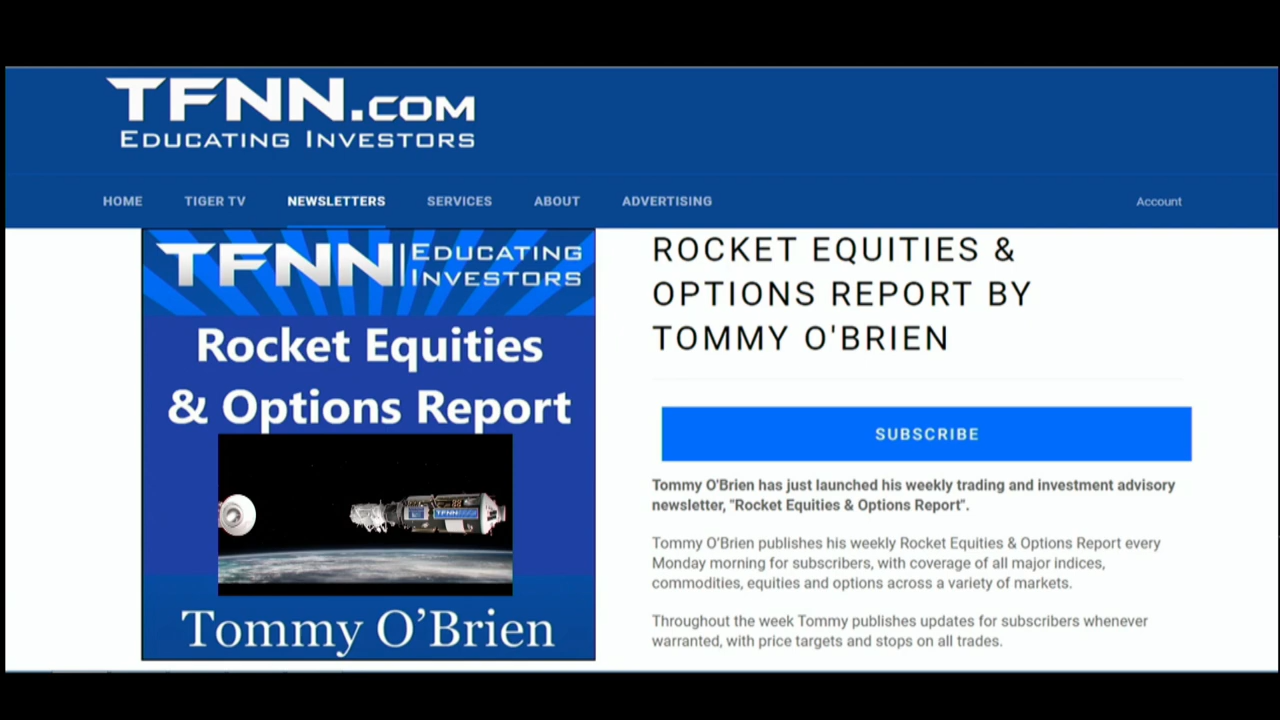 TFNN.COM
EDUCATING INVESTORS
HOME TIGER TV NEWSLETTERS SERVICES ABOUT ADVERTISING Account
TFNN EDUCATING
INVESTORS
Rocket Equities
& Options Report
TFNN
Tommy O’Brien
ROCKET EQUITIES &
OPTIONS REPORT BY
TOMMY O'BRIEN
SUBSCRIBE
Tommy O'Brien has just launched his weekly trading and investment advisory
newsletter, "Rocket Equities & Options Report".
Tommy O’Brien publishes his weekly Rocket Equities & Options Report every
Monday morning for subscribers, with coverage of all major indices,
commodities, equities and options across a variety of markets.
Throughout the week Tommy publishes updates for subscribers whenever
warranted, with price targets and stops on all trades.